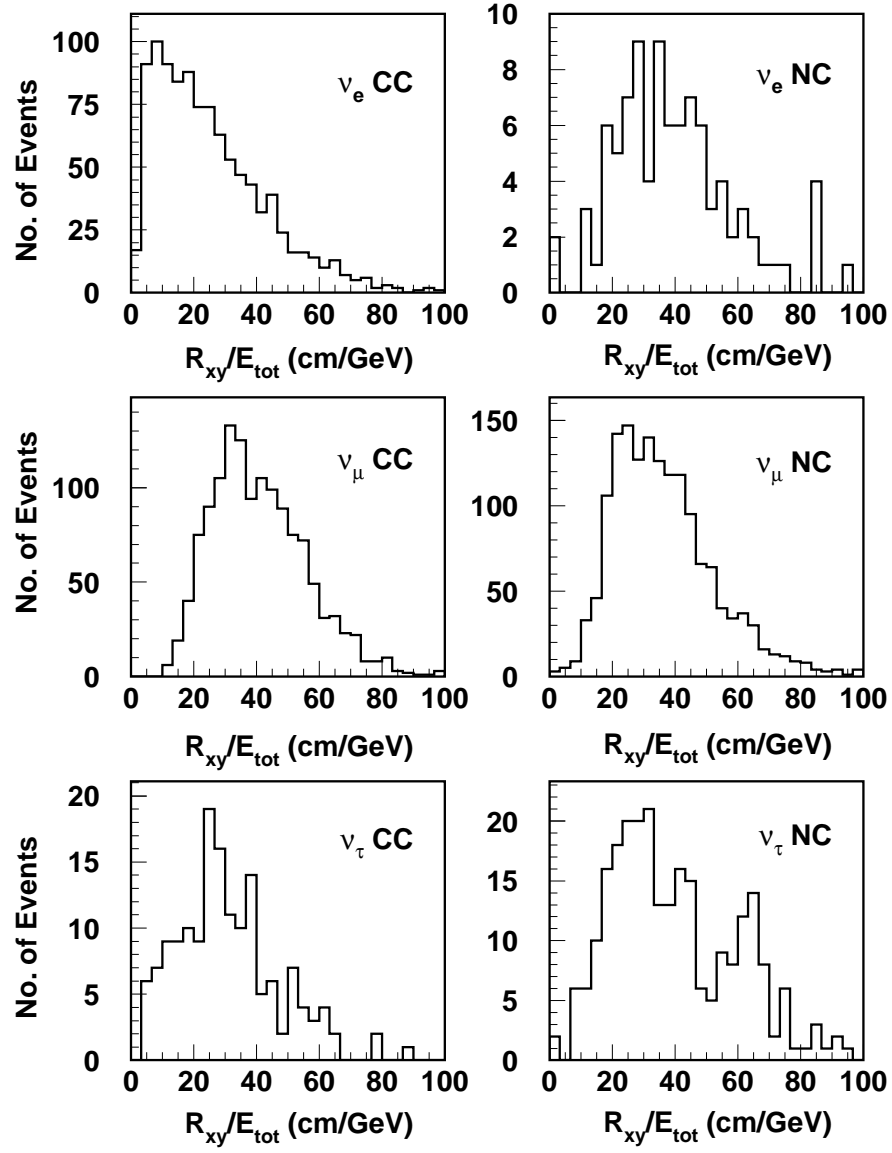 No. of Events
100
75
50
25
0
ν_e CC
0 20 40 60 80 100
R_xy/E_tot (cm/GeV)
10
8
6
4
2
0
ν_e NC
0 20 40 60 80 100
R_xy/E_tot (cm/GeV)
No. of Events
100
50
0
ν_μ CC
0 20 40 60 80 100
R_xy/E_tot (cm/GeV)
150
100
50
0
ν_μ NC
0 20 40 60 80 100
R_xy/E_tot (cm/GeV)
No. of Events
20
15
10
5
0
ν_τ CC
0 20 40 60 80 100
R_xy/E_tot (cm/GeV)
20
15
10
5
0
ν_τ NC
0 20 40 60 80 100
R_xy/E_tot (cm/GeV)